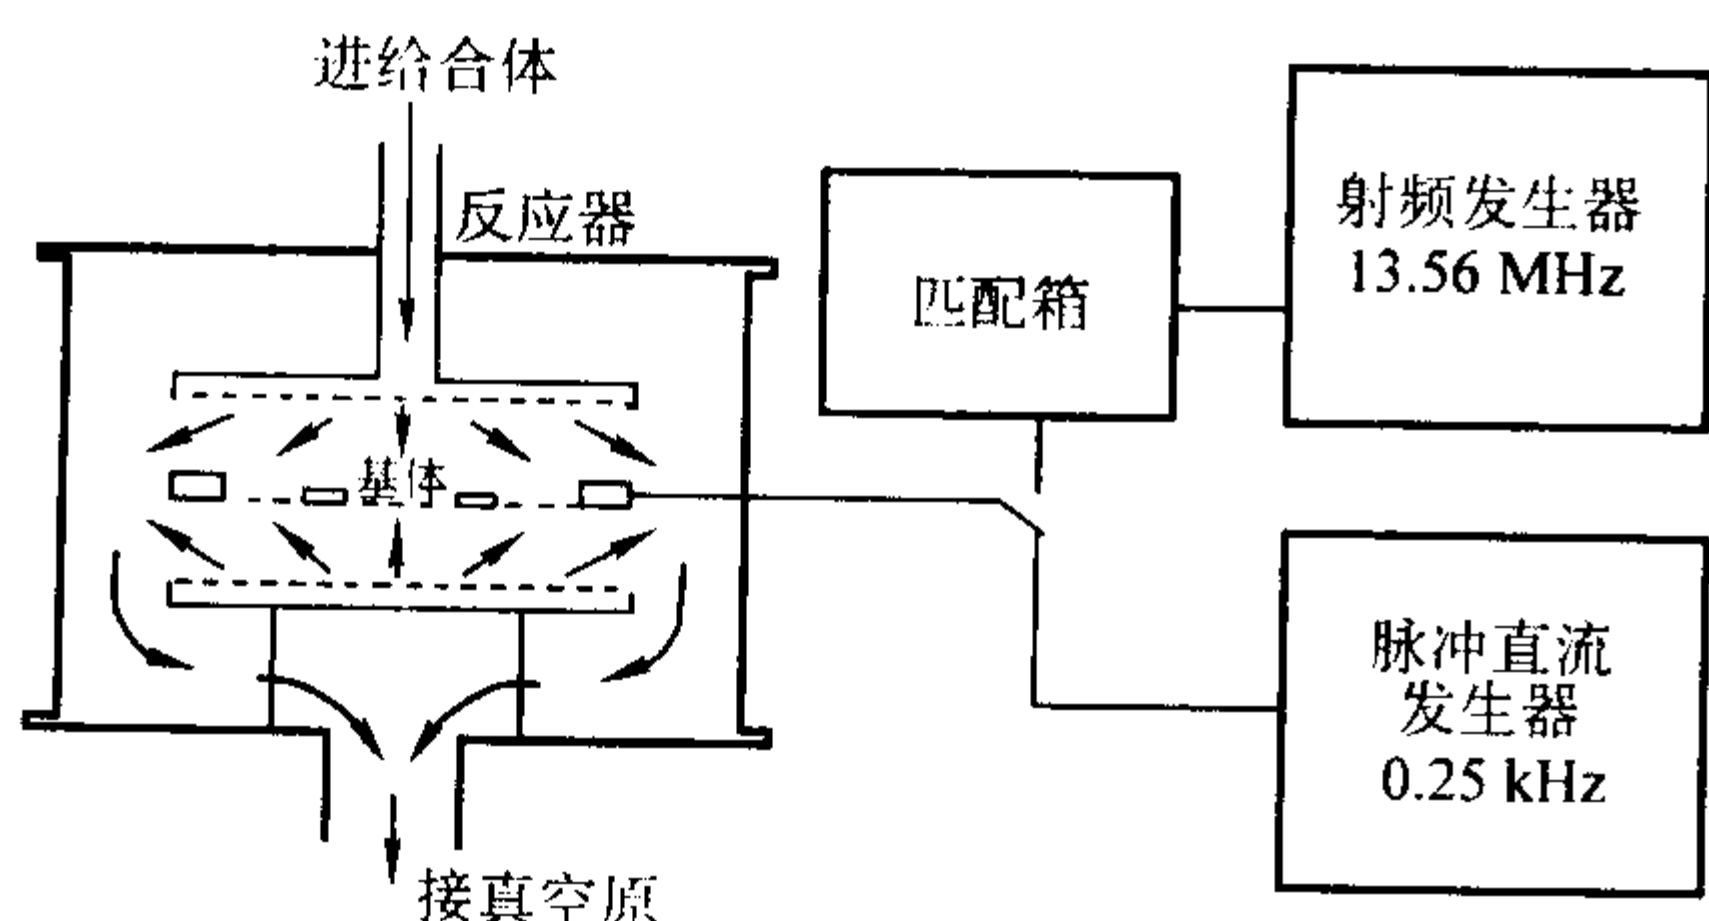 进给合体
反应器
射频发生器
13.56 MHz
匹配箱
基体
脉冲直流
发生器
0.25 kHz
接真空原